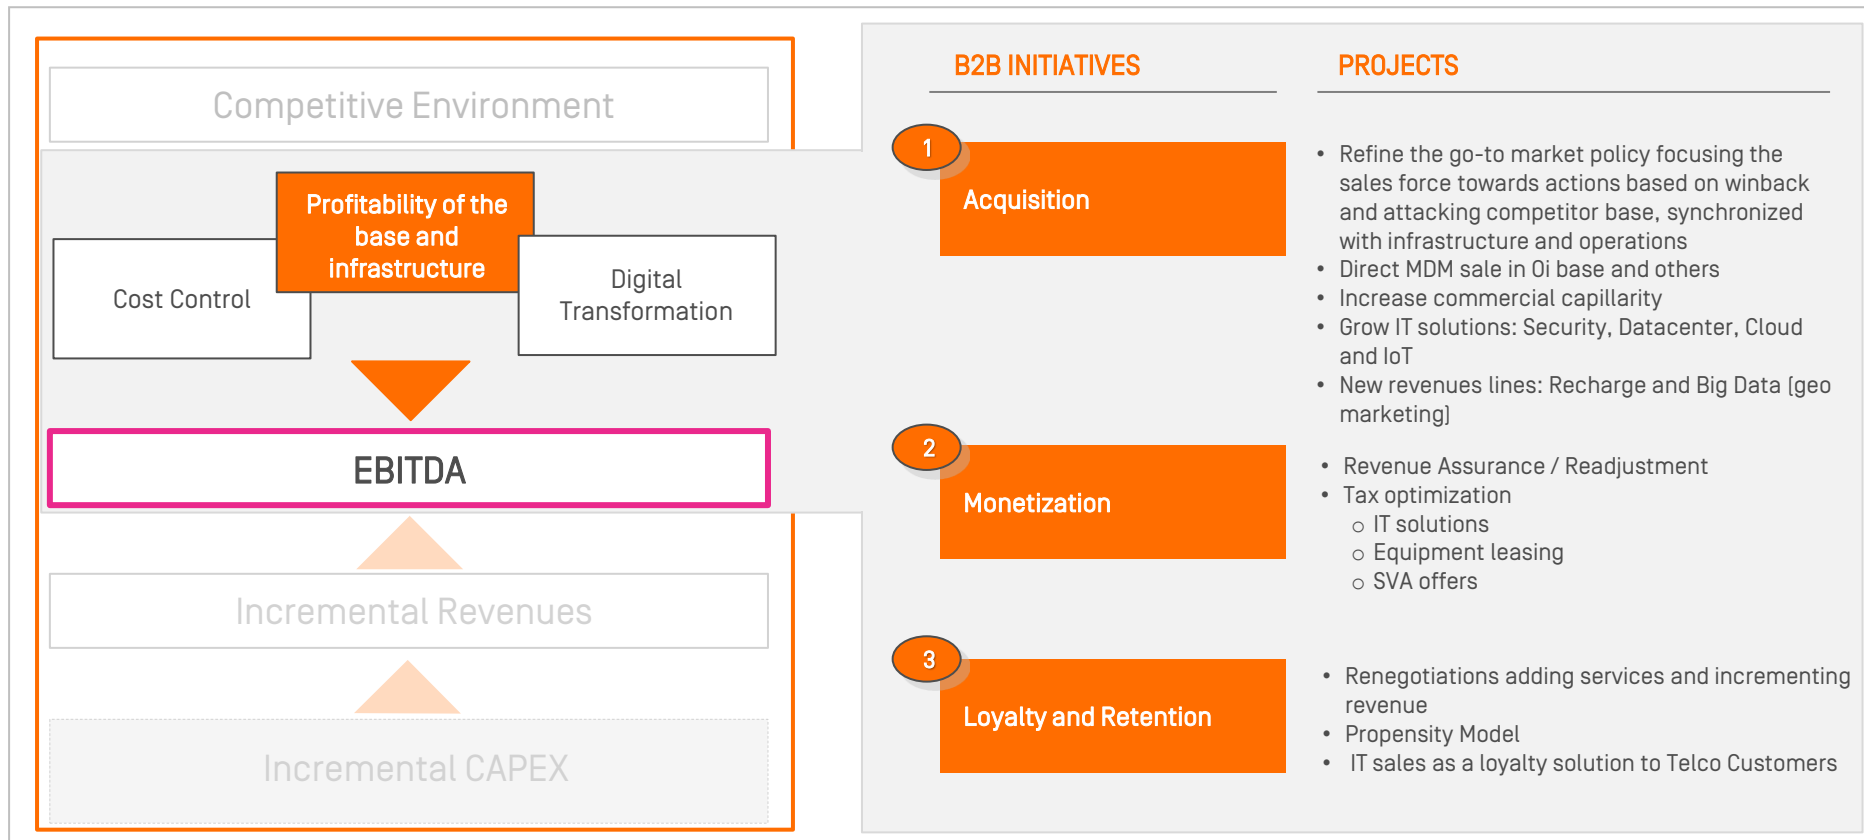 Competitive Environment
Profitability of the
base and
infrastructure
Cost Control
Digital
Transformation
EBITDA
Incremental Revenues
Incremental CAPEX
B2B INITIATIVES
PROJECTS
1
Acquisition
• Refine the go-to market policy focusing the
sales force towards actions based on winback
and attacking competitor base, synchronized
with infrastructure and operations
• Direct MDM sale in Oi base and others
• Increase commercial capillarity
• Grow IT solutions: Security, Datacenter, Cloud
and IoT
• New revenues lines: Recharge and Big Data (geo
marketing)
2
Monetization
• Revenue Assurance / Readjustment
• Tax optimization
o IT solutions
o Equipment leasing
o SVA offers
3
Loyalty and Retention
• Renegotiations adding services and incrementing
revenue
• Propensity Model
• IT sales as a loyalty solution to Telco Customers